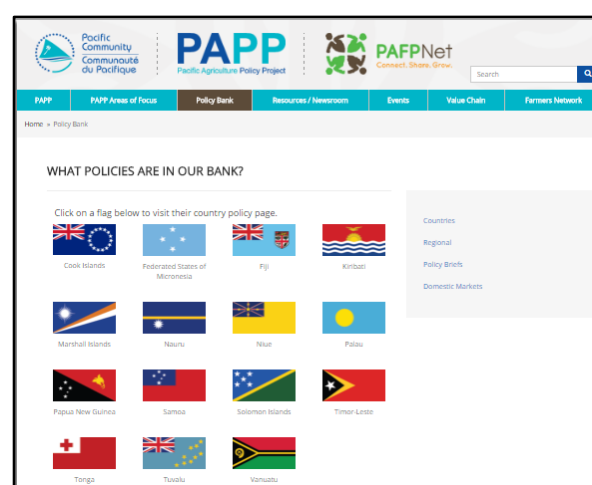 Pacific
Community
Communauté
du Pacifique
PAPP
Pacific Agriculture Policy Project
PAFPNet
Connect. Share. Grow.
Search
PAPP PAPP Areas of Focus Policy Bank Resources / Newsroom Events Value Chain Farmers Network
Home » Policy Bank
WHAT POLICIES ARE IN OUR BANK?
Click on a flag below to visit their country policy page.
Cook Islands
Federated States of
Micronesia
Fiji
Kiribati
Marshall Islands
Nauru
Niue
Palau
Papua New Guinea
Samoa
Solomon Islands
Timor-Leste
Tonga
Tuvalu
Vanuatu
Countries
Regional
Policy Briefs
Domestic Markets